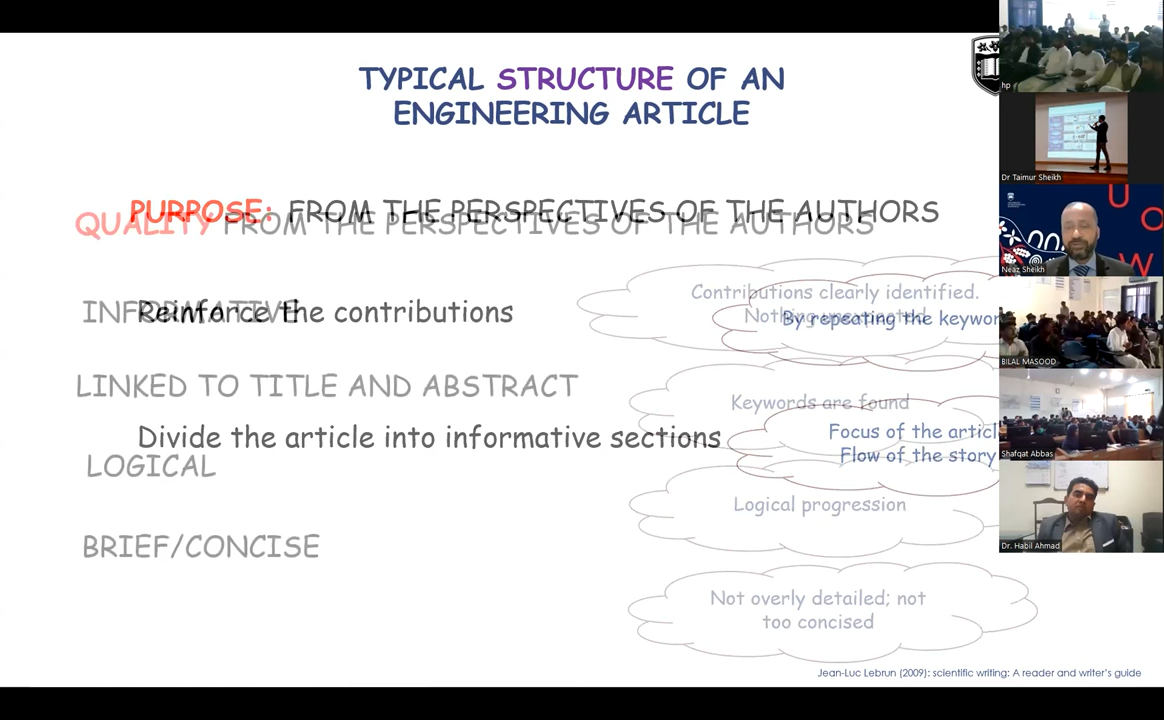 TYPICAL STRUCTURE OF AN
ENGINEERING ARTICLE
PURPOSE: FROM THE PERSPECTIVES OF THE AUTHORS
QUALITY FROM THE PERSPECTIVES OF THE AUTHORS
INFORMATIVE
Reinforce the contributions
Contributions clearly identified.
Nothing
By repeating the keywor
LINKED TO TITLE AND ABSTRACT
Keywords are found
Divide the article into informative sections
Focus of the articl
Flow of the story
LOGICAL
Logical progression
BRIEF/CONCISE
Not overly detailed; not
too concised
Jean-Luc Lebrun (2009): scientific writing: A reader and writer's guide
hp
Dr Taimur Sheikh
U
O
W
Neaz Sheikh
BILAL MASOOD
Shafqat Abbas
Dr. Habil Ahmad